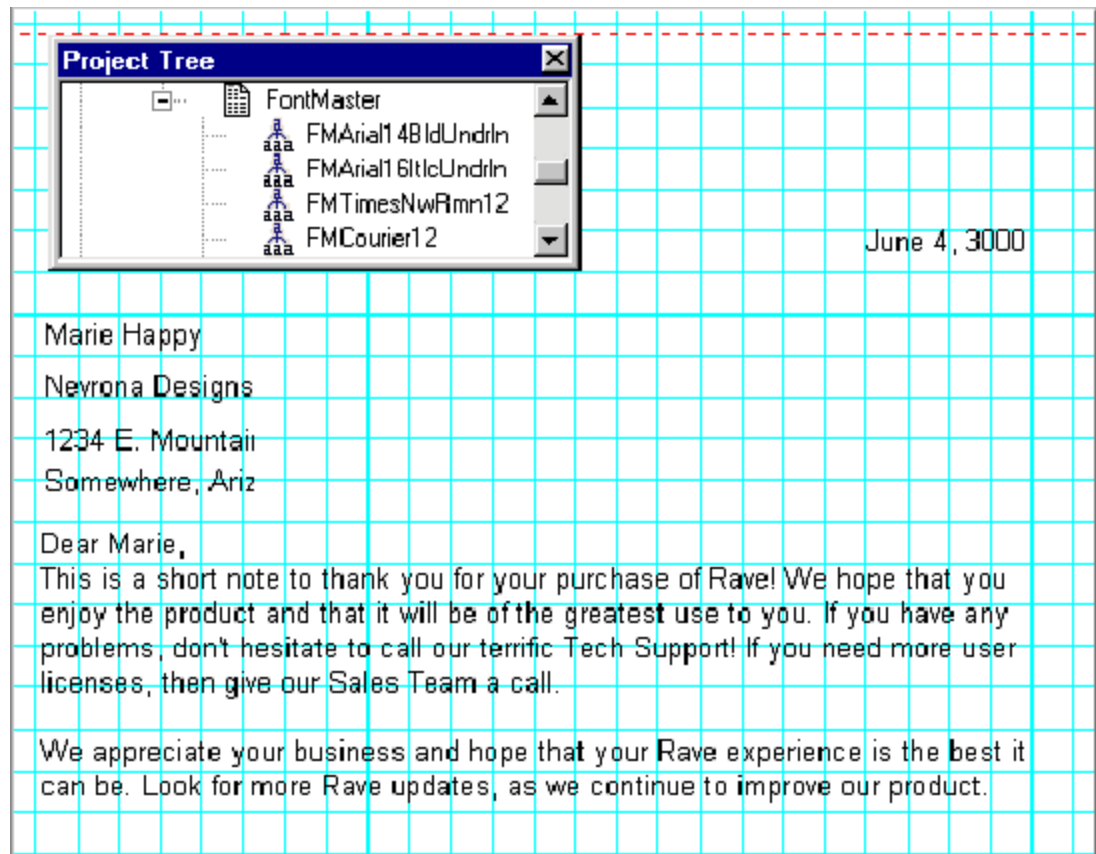 Project Tree
FontMaster
FMArial14BldUndrln
FMArial16ItlcUndrln
FMTimesNwRmn12
FMCourier12
June 4, 3000
Marie Happy
Nevrona Designs
1234 E. Mountai
Somewhere, Ariz
Dear Marie,
This is a short note to thank you for your purchase of Rave! We hope that you
enjoy the product and that it will be of the greatest use to you. If you have any
problems, don't hesitate to call our terrific Tech Support! If you need more user
licenses, then give our Sales Team a call.
We appreciate your business and hope that your Rave experience is the best it
can be. Look for more Rave updates, as we continue to improve our product.